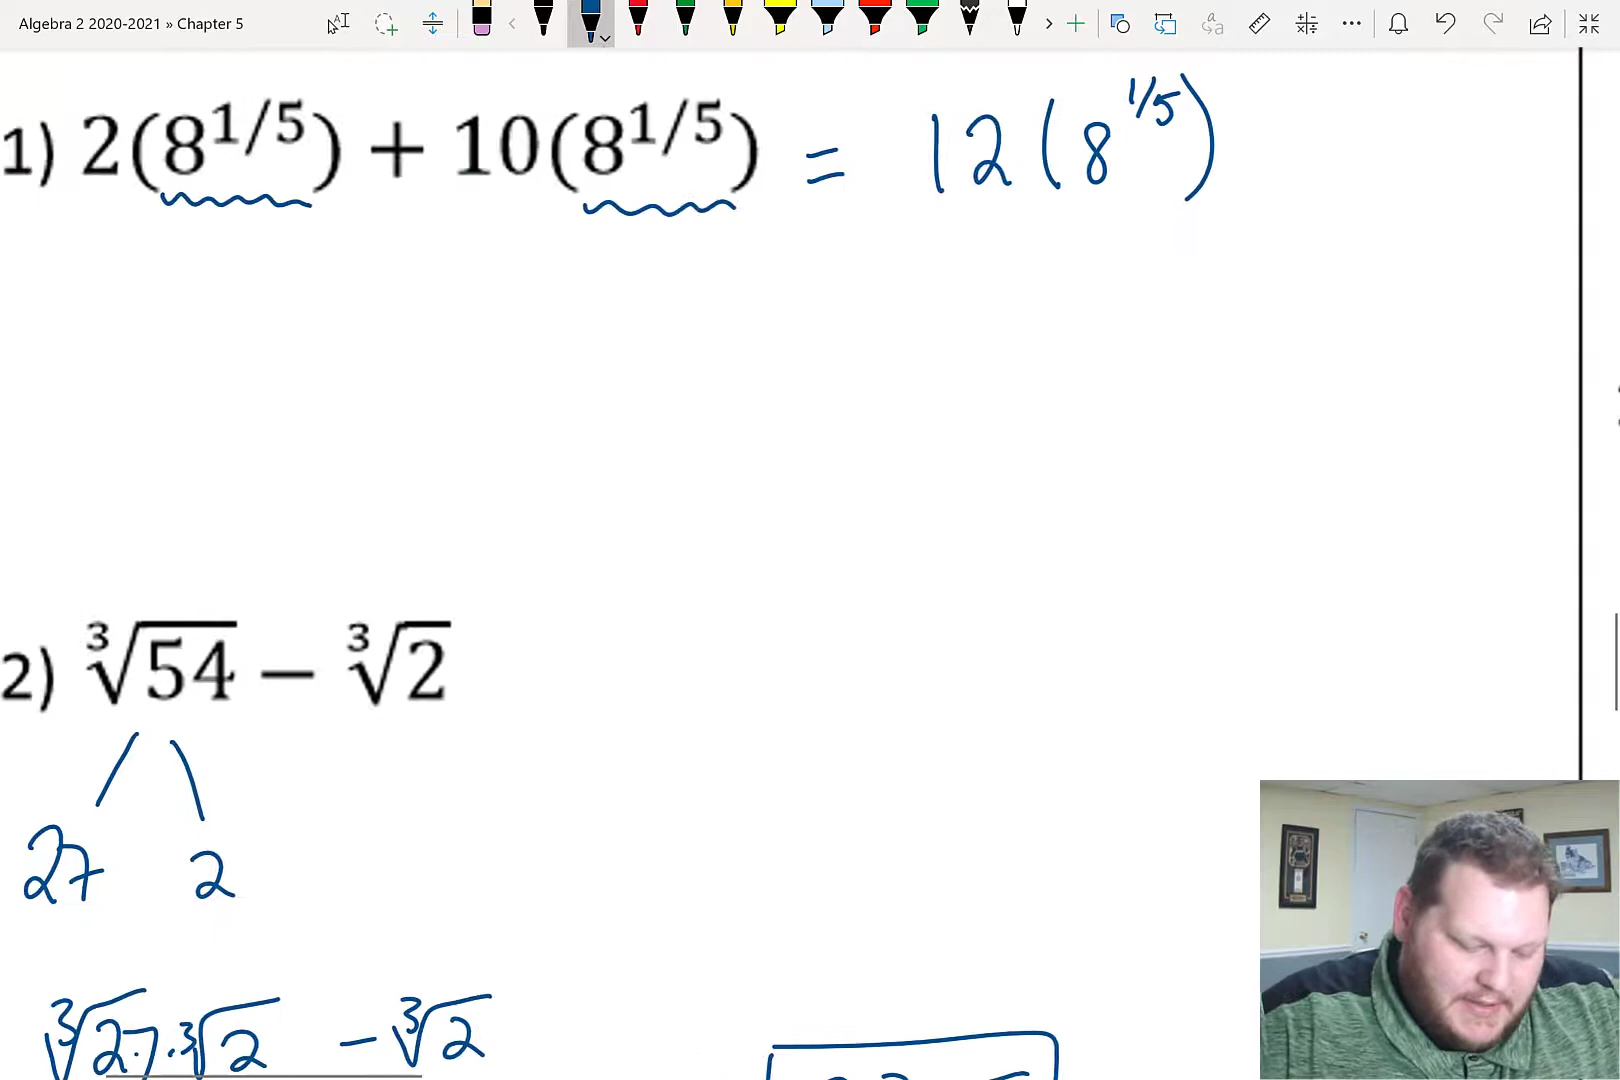 Algebra 2 2020-2021 » Chapter 5
1) 2(8^{1/5}) + 10(8^{1/5}) = 12(8^{1/5})
2) ∛54 − ∛2
27 2
∛27 · ∛2 − ∛2